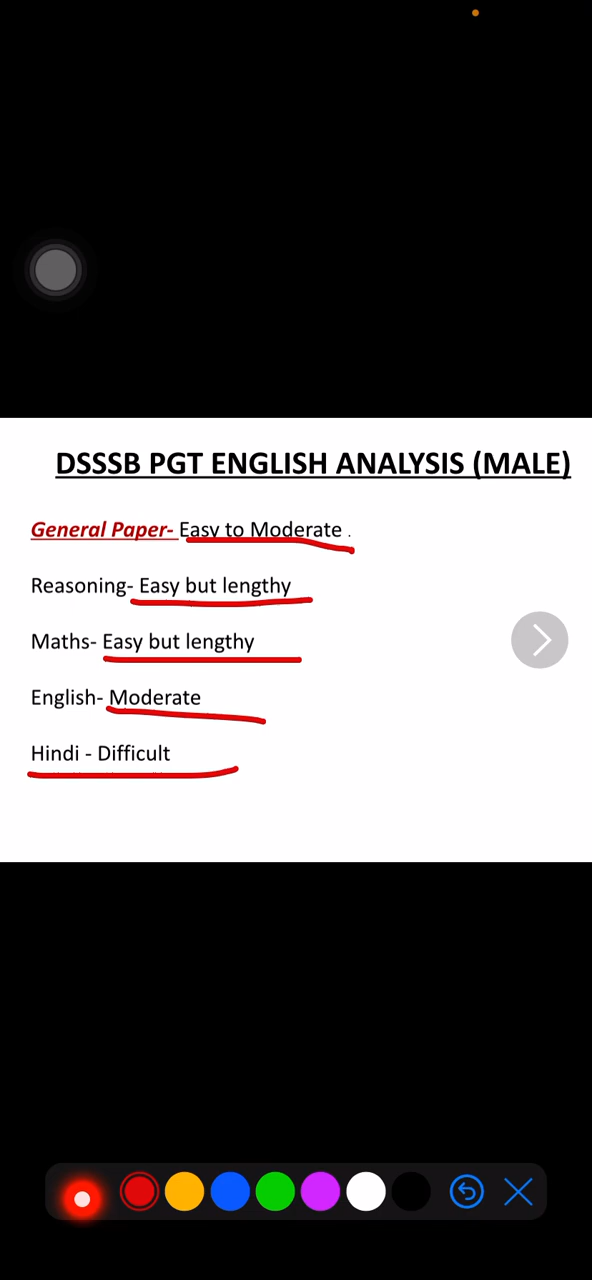 DSSSB PGT ENGLISH ANALYSIS (MALE)
General Paper- Easy to Moderate .
Reasoning- Easy but lengthy
Maths- Easy but lengthy
English- Moderate
Hindi - Difficult